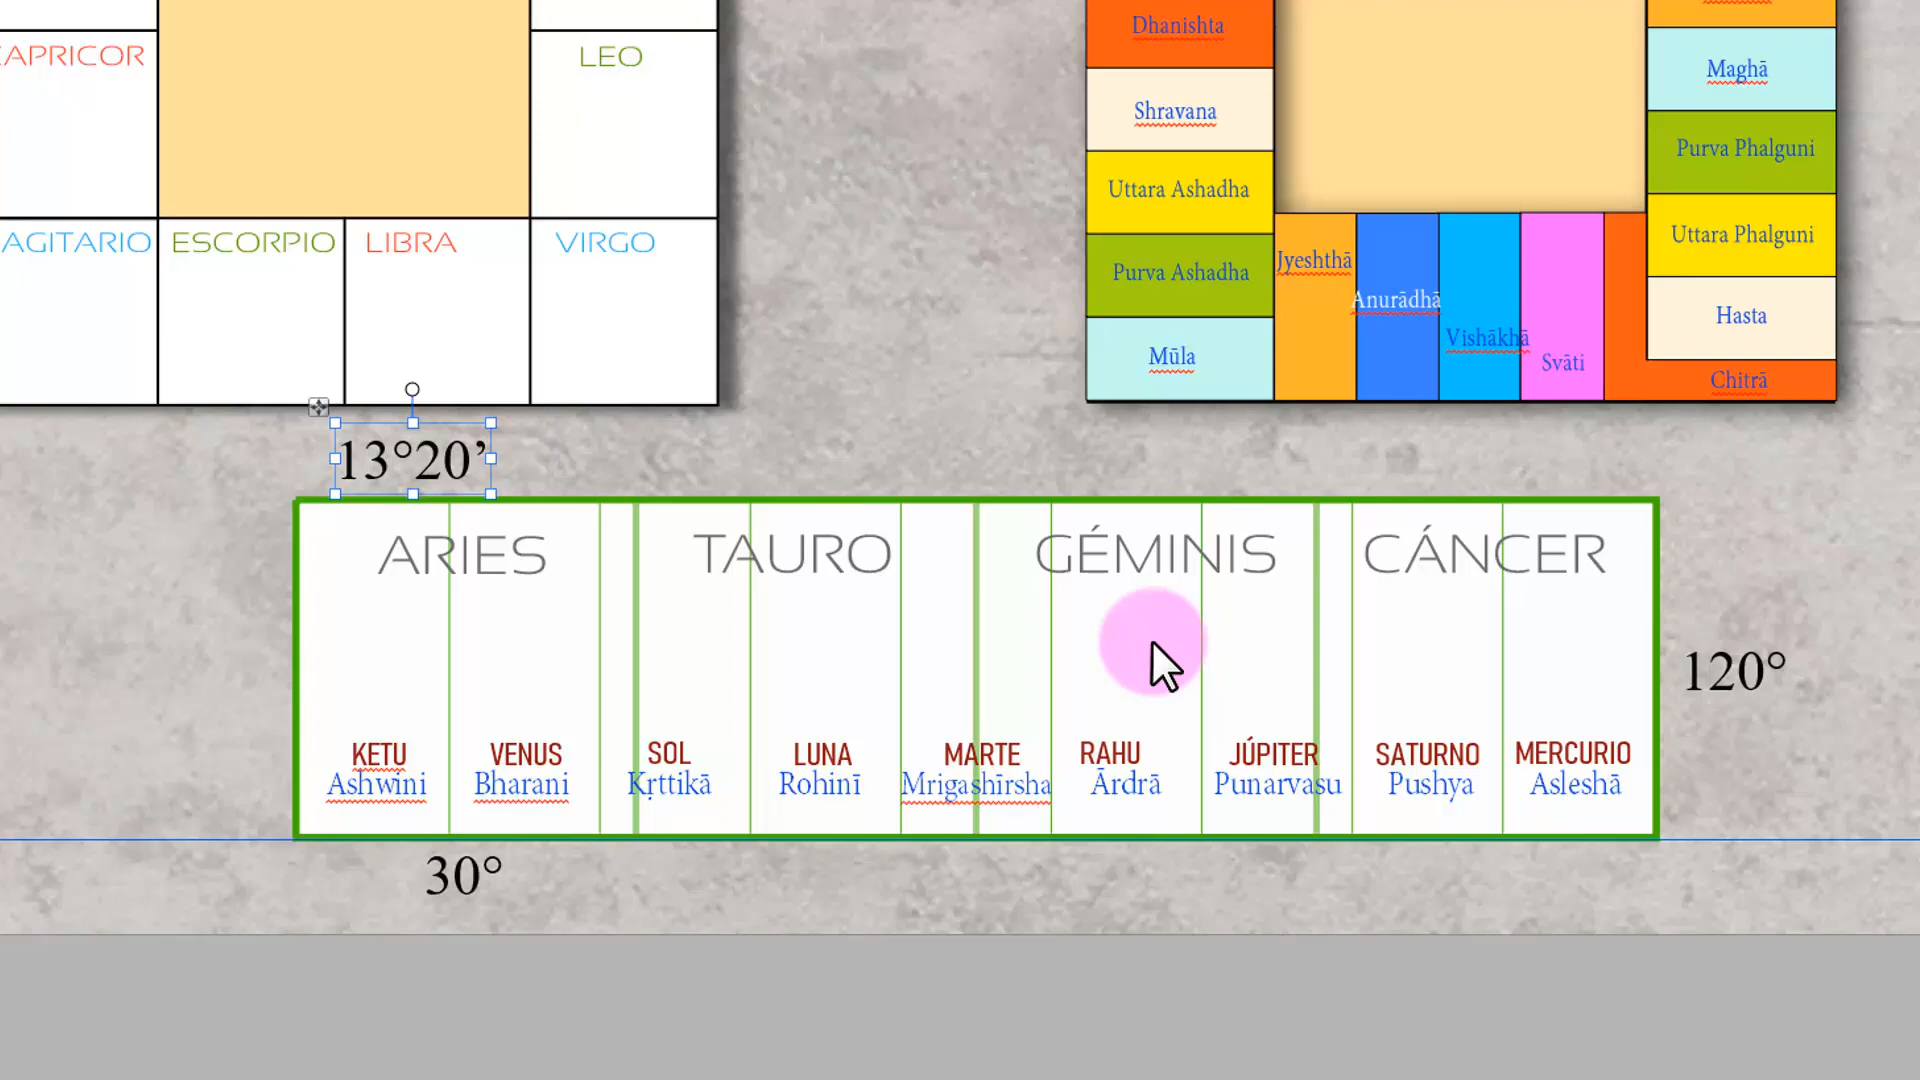 CAPRICOR
LEO
AGITARIO
ESCORPIO
LIBRA
VIRGO
Dhanishta
Shravana
Uttara Ashadha
Purva Ashadha
Mūla
Jyeshthā
Anurādhā
Vishākhā
Svāti
Maghā
Purva Phalguni
Uttara Phalguni
Hasta
Chitrā
13°20’
ARIES
TAURO
GÉMINIS
CÁNCER
120°
KETU
Ashwini
VENUS
Bharani
SOL
Kṛttikā
LUNA
Rohinī
MARTE
Mrigashīrsha
RAHU
Ārdrā
JÚPITER
Punarvasu
SATURNO
Pushya
MERCURIO
Asleshā
30°